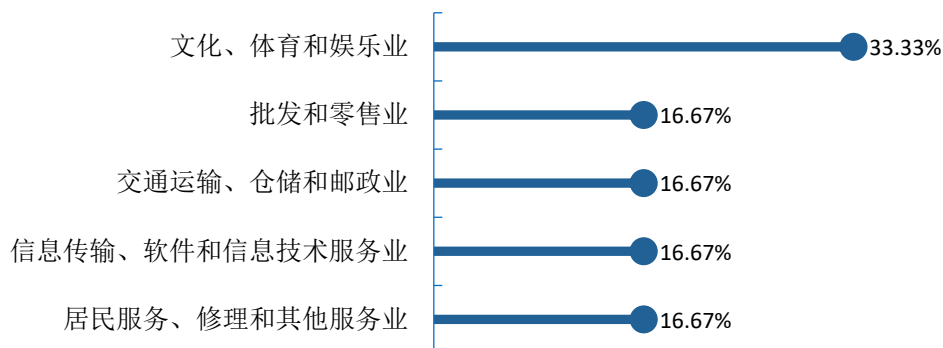 文化、体育和娱乐业 33.33%
批发和零售业 16.67%
交通运输、仓储和邮政业 16.67%
信息传输、软件和信息技术服务业 16.67%
居民服务、修理和其他服务业 16.67%